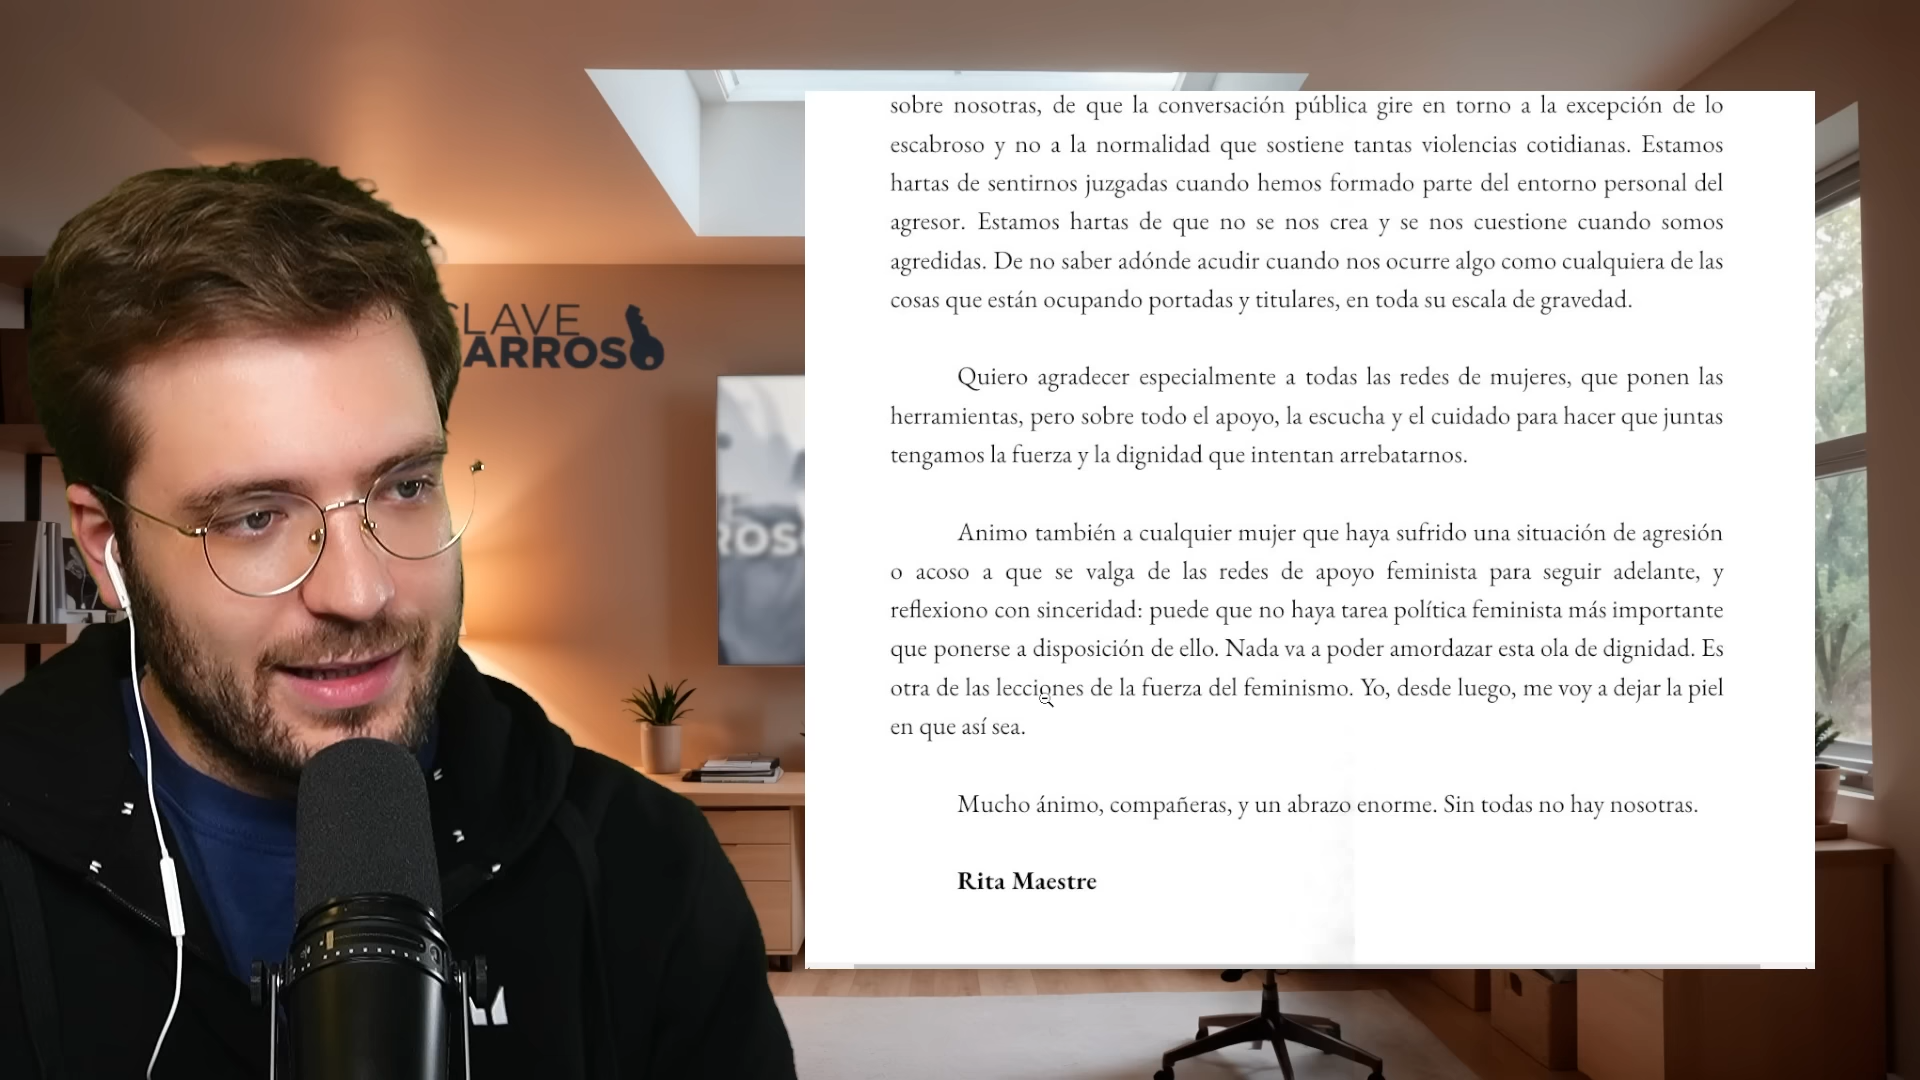 CLAVE
ARROSO
ROSO
sobre nosotras, de que la conversación pública gire en torno a la excepción de lo
escabroso y no a la normalidad que sostiene tantas violencias cotidianas. Estamos
hartas de sentirnos juzgadas cuando hemos formado parte del entorno personal del
agresor. Estamos hartas de que no se nos crea y se nos cuestione cuando somos
agredidas. De no saber adónde acudir cuando nos ocurre algo como cualquiera de las
cosas que están ocupando portadas y titulares, en toda su escala de gravedad.
Quiero agradecer especialmente a todas las redes de mujeres, que ponen las
herramientas, pero sobre todo el apoyo, la escucha y el cuidado para hacer que juntas
tengamos la fuerza y la dignidad que intentan arrebatarnos.
Animo también a cualquier mujer que haya sufrido una situación de agresión
o acoso a que se valga de las redes de apoyo feminista para seguir adelante, y
reflexiono con sinceridad: puede que no haya tarea política feminista más importante
que ponerse a disposición de ello. Nada va a poder amordazar esta ola de dignidad. Es
otra de las lecciones de la fuerza del feminismo. Yo, desde luego, me voy a dejar la piel
en que así sea.
Mucho ánimo, compañeras, y un abrazo enorme. Sin todas no hay nosotras.
Rita Maestre